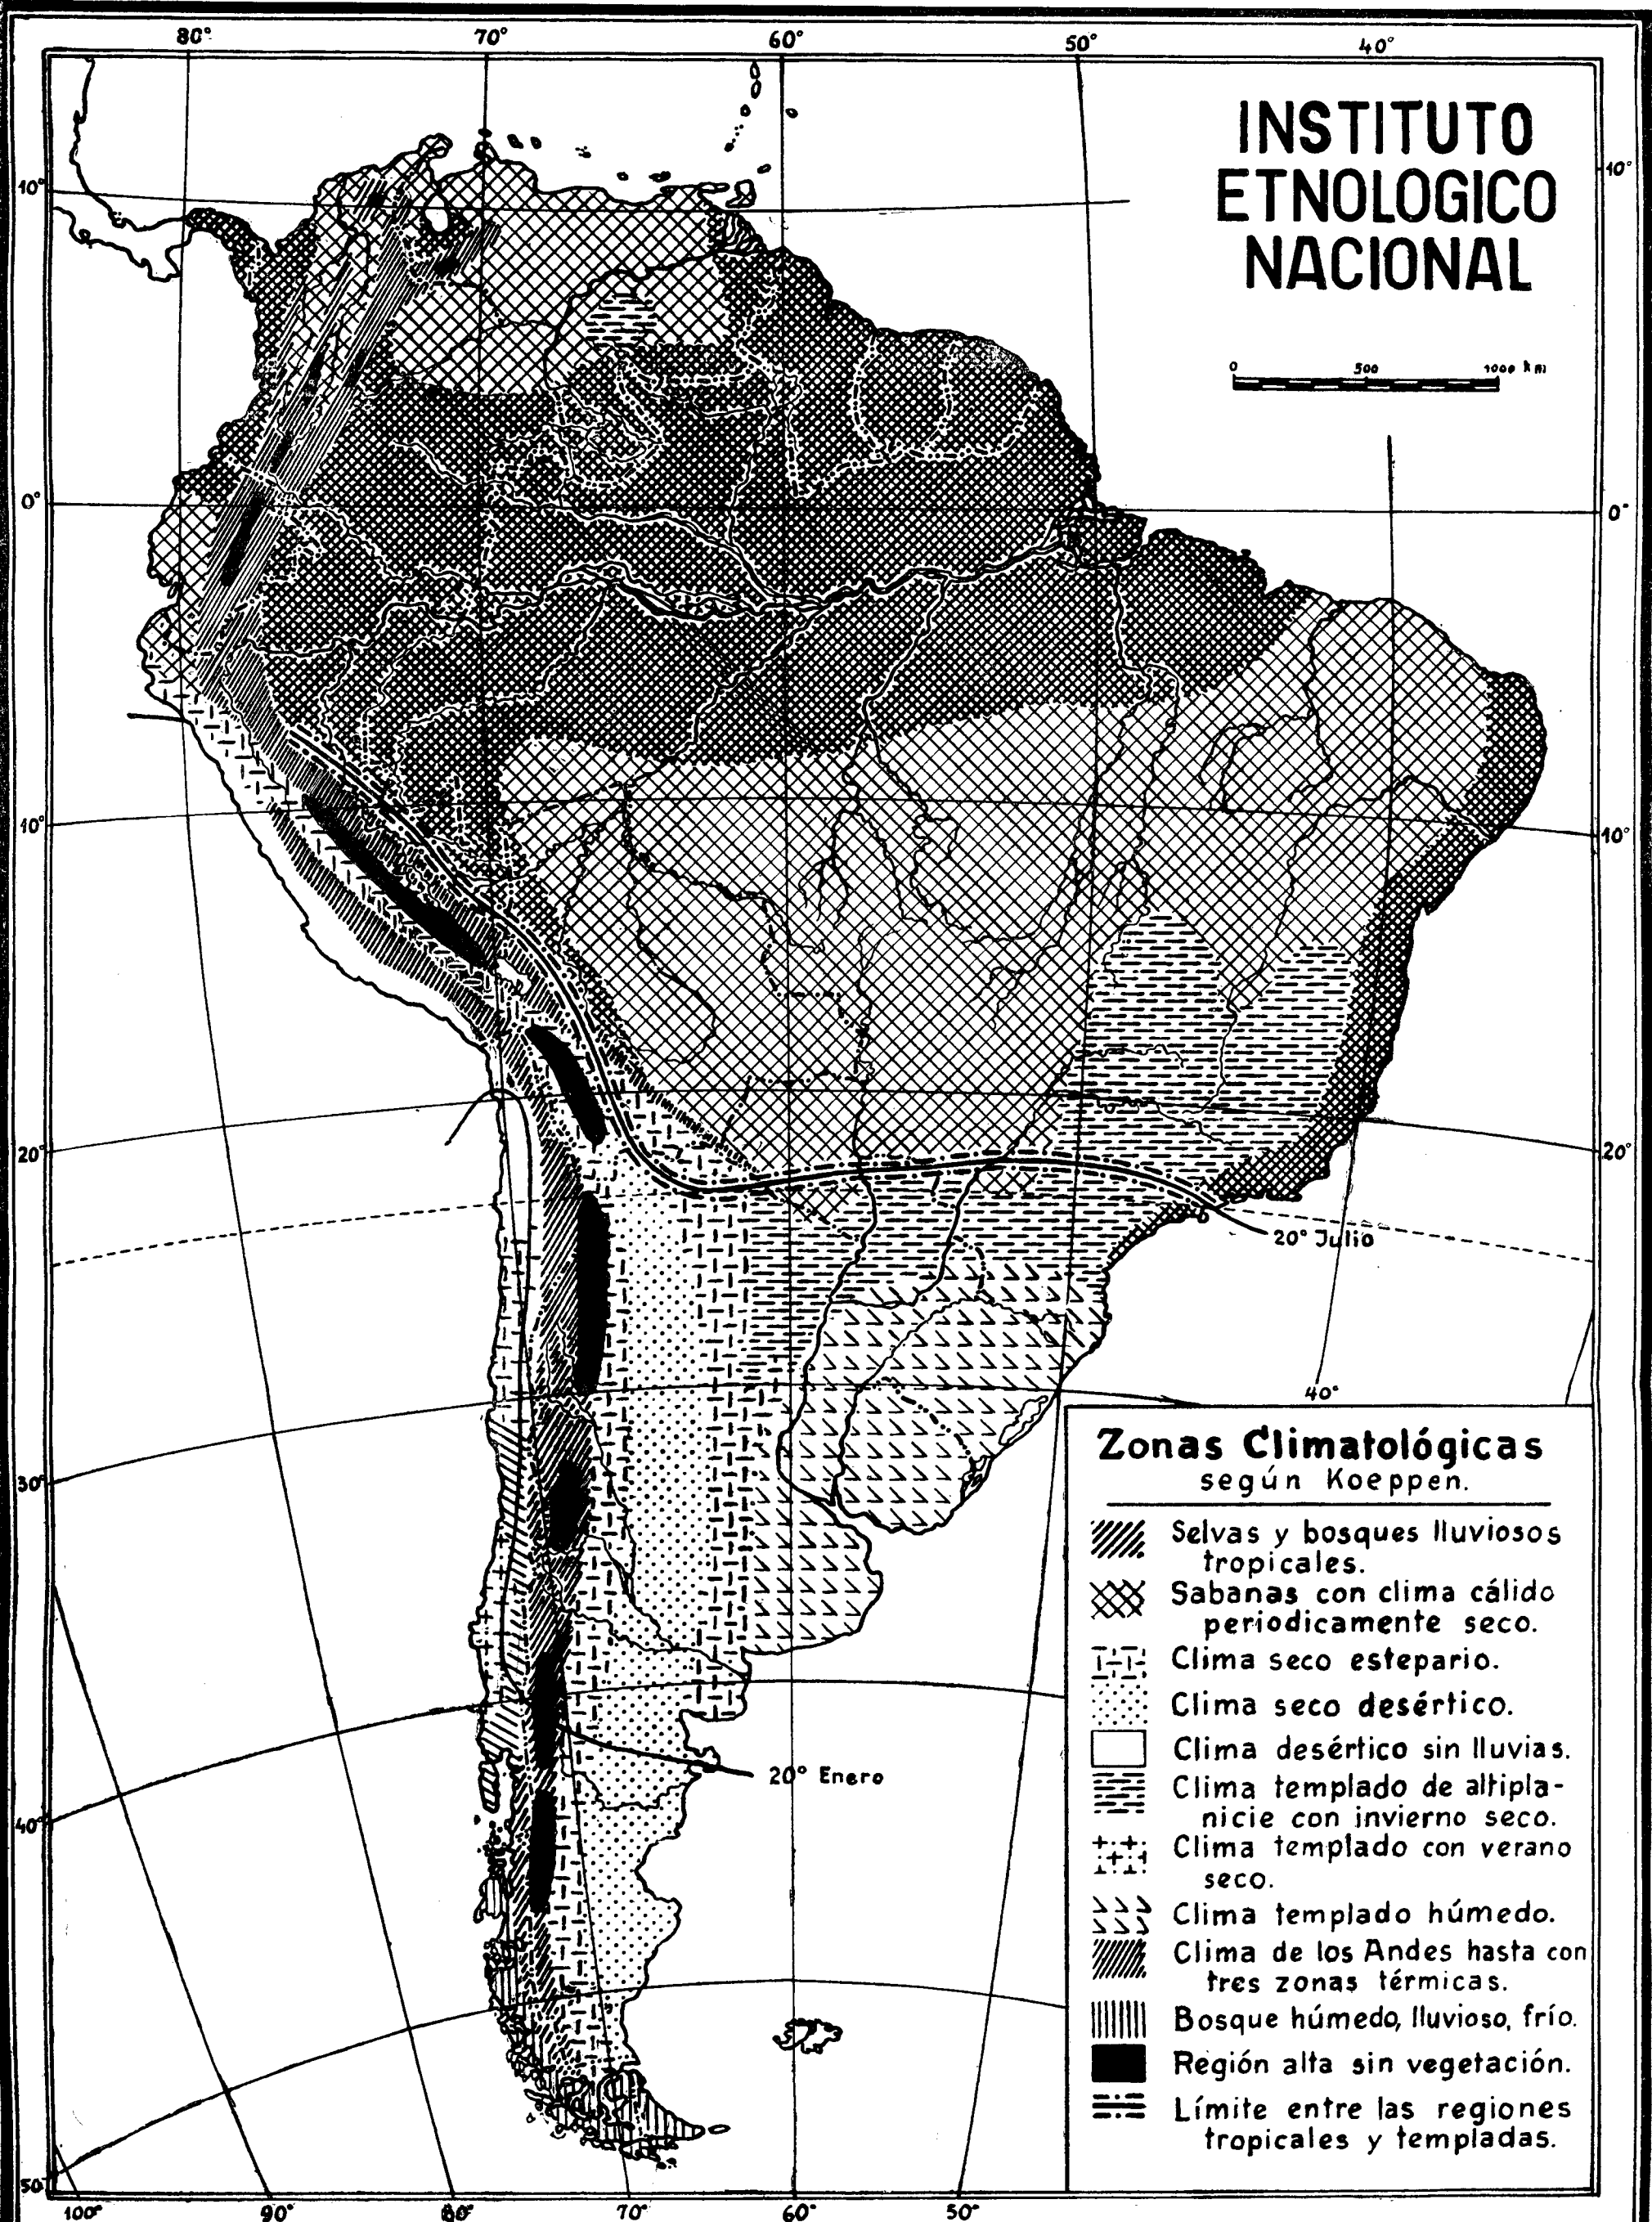 80° 70° 60° 50° 40°
INSTITUTO
ETNOLOGICO
NACIONAL
10° 10°
0 500 1000 km
0° 0°
10° 10°
20° 20°
20° Julio
40°
30°
20° Enero
40°
50°
100° 90° 80° 70° 60° 50°
Zonas Climatológicas
según Koeppen.
Selvas y bosques lluviosos
tropicales.
Sabanas con clima cálido
periodicamente seco.
Clima seco estepario.
Clima seco desértico.
Clima desértico sin lluvias.
Clima templado de altipla-
nicie con invierno seco.
Clima templado con verano
seco.
Clima templado húmedo.
Clima de los Andes hasta con
tres zonas térmicas.
Bosque húmedo, lluvioso, frío.
Región alta sin vegetación.
Límite entre las regiones
tropicales y templadas.